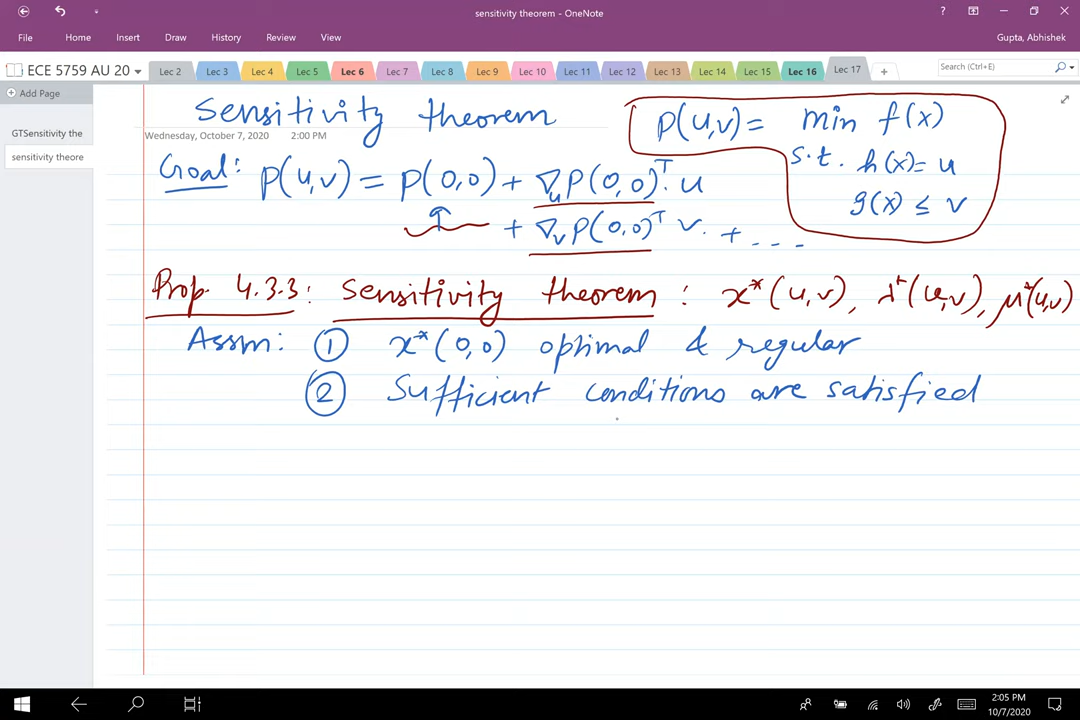 sensitivity theorem - OneNote
?
Gupta, Abhishek
File Home Insert Draw History Review View
ECE 5759 AU 20
Lec 2 Lec 3 Lec 4 Lec 5 Lec 6 Lec 7 Lec 8 Lec 9 Lec 10 Lec 11 Lec 12 Lec 13 Lec 14 Lec 15 Lec 16 Lec 17 +
Search (Ctrl+E)
Add Page
GTSensitivity the
sensitivity theore
Sensitivity theorem
Wednesday, October 7, 2020 2:00 PM
P(u,v) = min f(x)
s.t. h(x)=u
g(x) ≤ v
Goal: P(u,v) = P(0,0) + ∇uP(0,0)ᵀ. u
+ ∇vP(0,0)ᵀ v. + ...
Prop. 4.3.3: Sensitivity theorem : x*(u,v), λ*(u,v), μ*(u,v)
Assm: ① x*(0,0) optimal & regular
② Sufficient conditions are satisfied
2:05 PM
10/7/2020